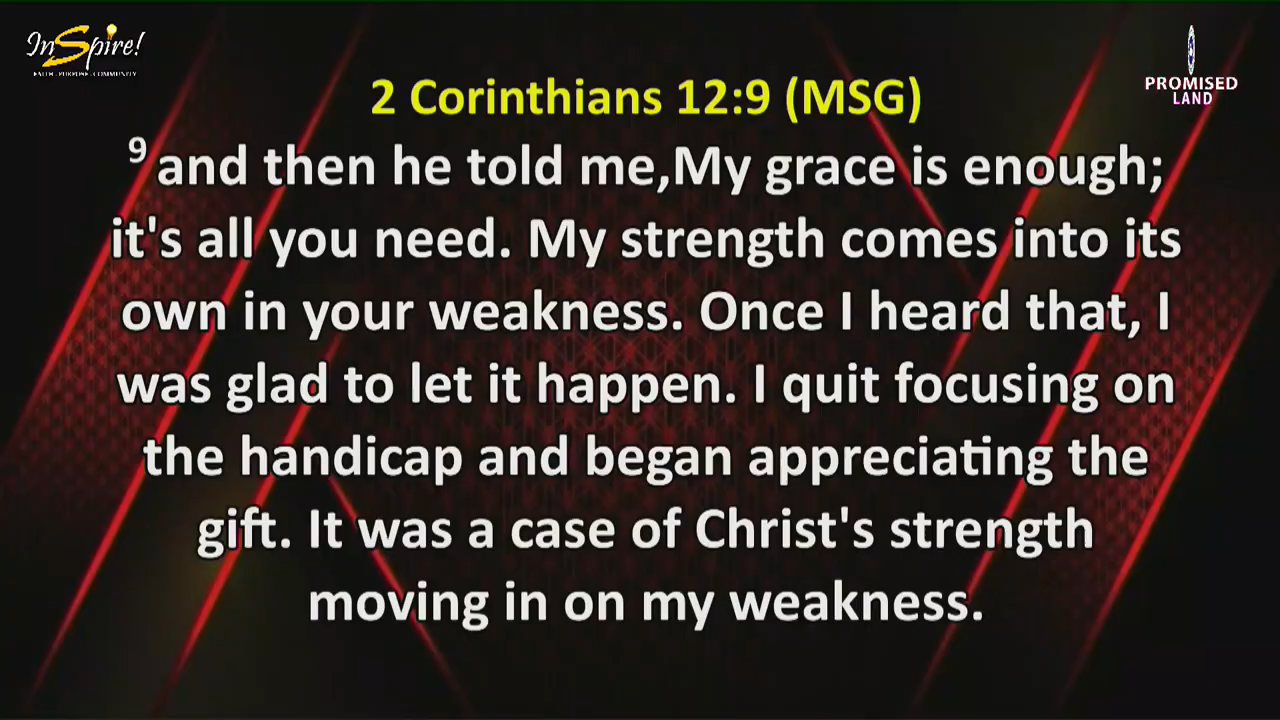 InSpire!
FAITH . PURPOSE . COMMUNITY
PROMISED
LAND
2 Corinthians 12:9 (MSG)
9 and then he told me,My grace is enough;
it's all you need. My strength comes into its
own in your weakness. Once I heard that, I
was glad to let it happen. I quit focusing on
the handicap and began appreciating the
gift. It was a case of Christ's strength
moving in on my weakness.